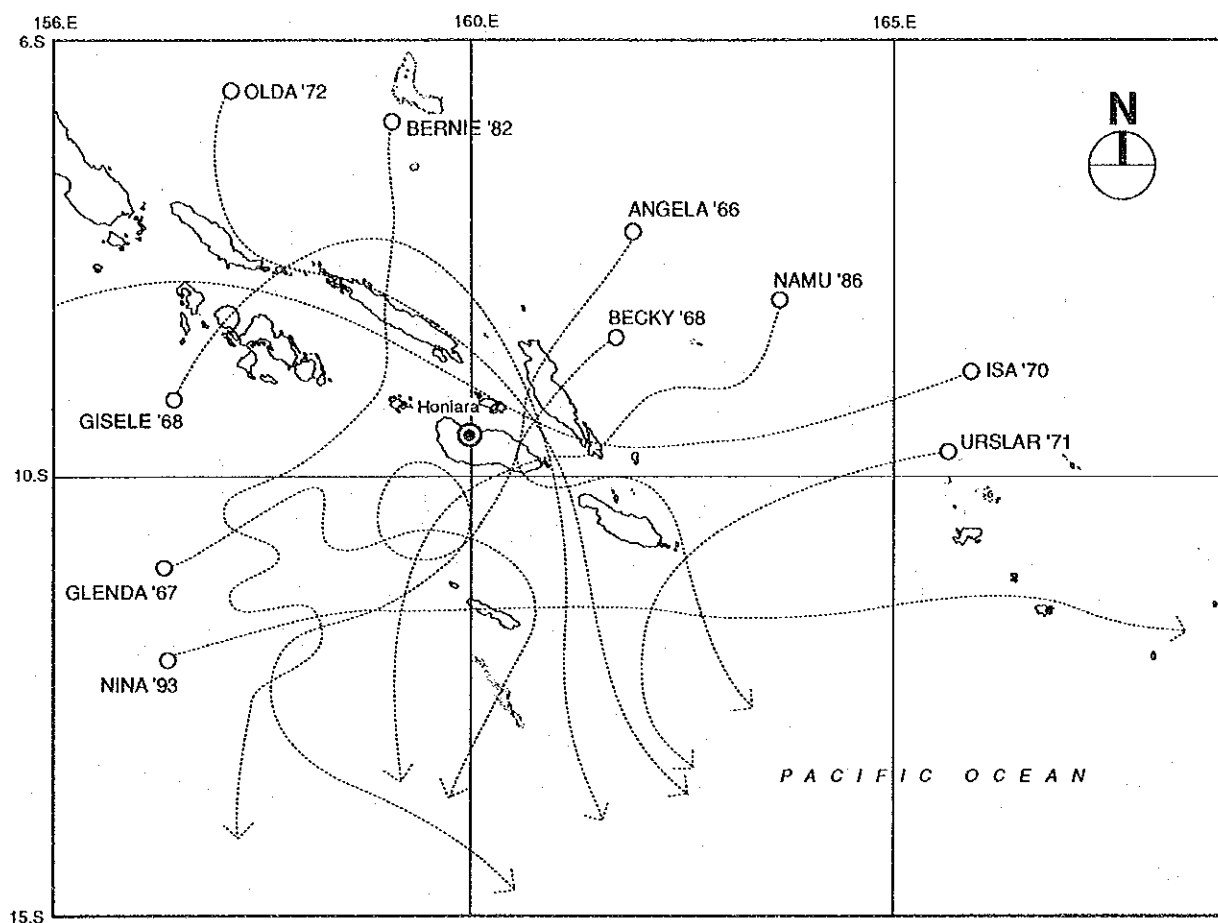 156.E 160.E 165.E
6.S
OLDA '72
N
BERNIE '82
ANGELA '66
NAMU '86
BECKY '68
ISA '70
Honiara
GISELE '68
URSLAR '71
10.S
GLENDA '67
NINA '93
PACIFIC OCEAN
15.S